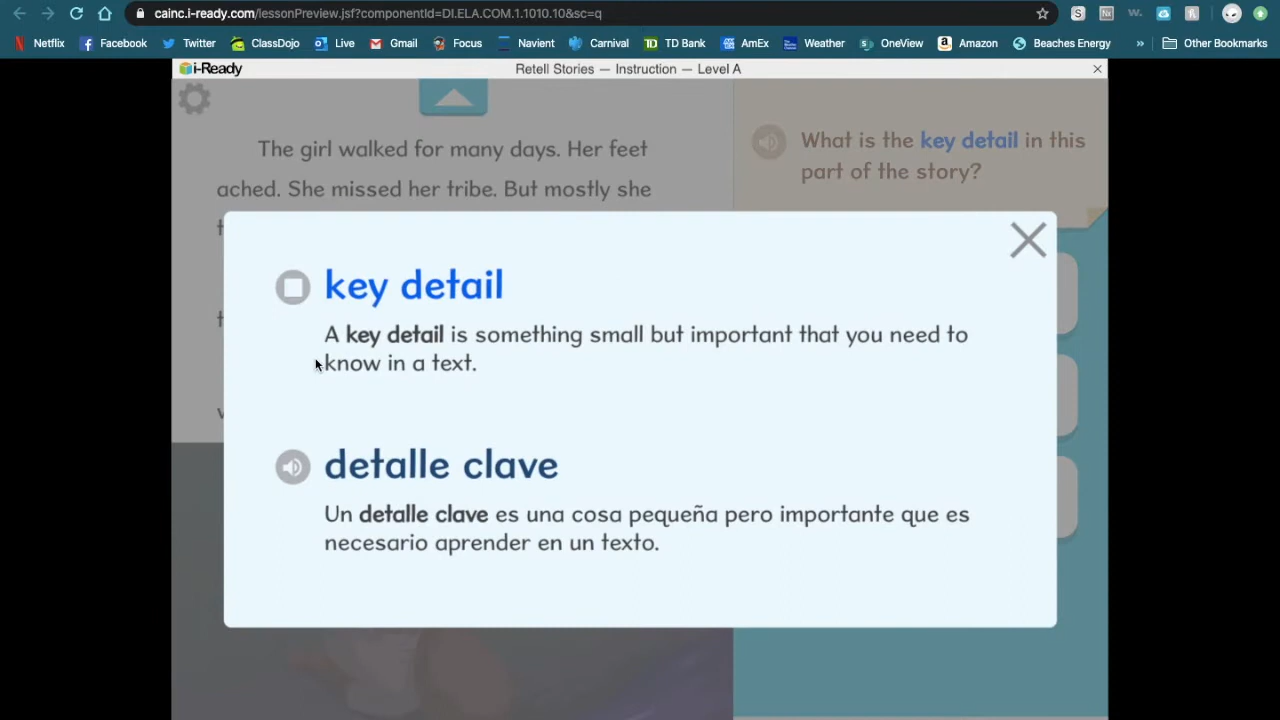 cainc.i-ready.com/lessonPreview.jsf?componentId=DI.ELA.COM.1.1010.10&sc=q
Netflix Facebook Twitter ClassDojo Live Gmail Focus Navient Carnival TD Bank AmEx Weather OneView Amazon Beaches Energy » Other Bookmarks
i-Ready Retell Stories — Instruction — Level A
The girl walked for many days. Her feet
ached. She missed her tribe. But mostly she
What is the key detail in this
part of the story?
key detail
A key detail is something small but important that you need to
know in a text.
detalle clave
Un detalle clave es una cosa pequeña pero importante que es
necesario aprender en un texto.